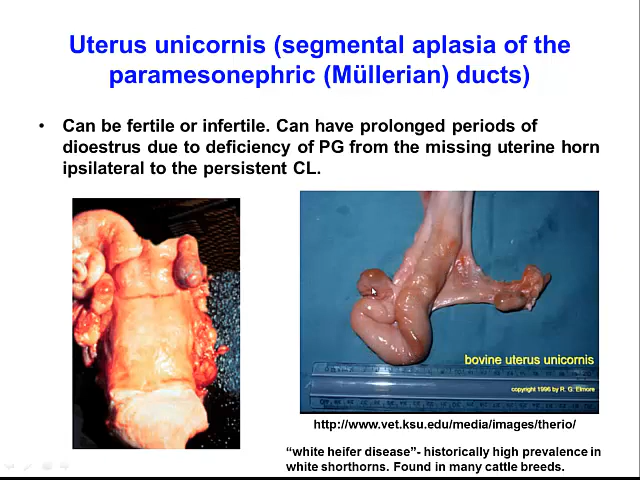 Uterus unicornis (segmental aplasia of the
paramesonephric (Müllerian) ducts)
• Can be fertile or infertile. Can have prolonged periods of
dioestrus due to deficiency of PG from the missing uterine horn
ipsilateral to the persistent CL.
bovine uterus unicornis
copyright 1996 by R. G. Elmore
http://www.vet.ksu.edu/media/images/therio/
“white heifer disease”- historically high prevalence in
white shorthorns. Found in many cattle breeds.